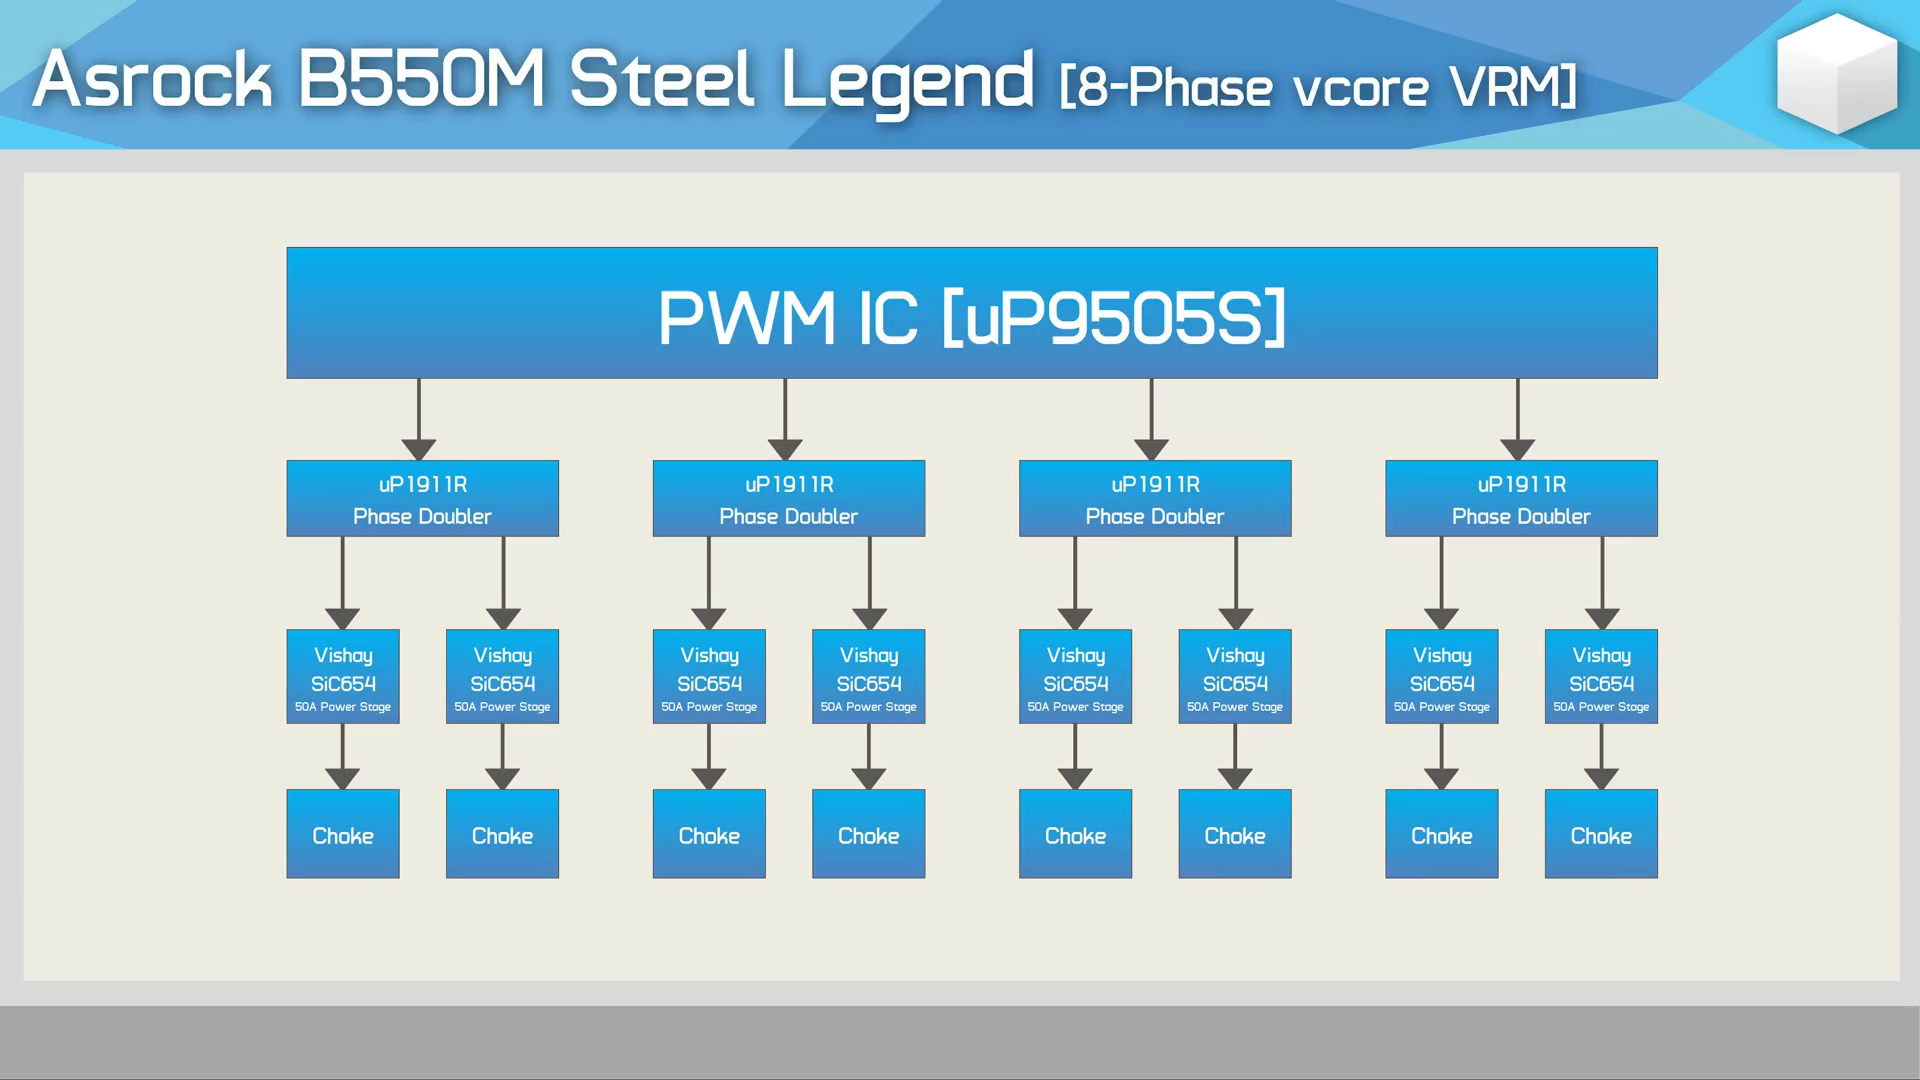 Asrock B550M Steel Legend [8-Phase vcore VRM]
PWM IC [uP9505S]
uP1911R
Phase Doubler
uP1911R
Phase Doubler
uP1911R
Phase Doubler
uP1911R
Phase Doubler
Vishay
SiC654
50A Power Stage
Vishay
SiC654
50A Power Stage
Vishay
SiC654
50A Power Stage
Vishay
SiC654
50A Power Stage
Vishay
SiC654
50A Power Stage
Vishay
SiC654
50A Power Stage
Vishay
SiC654
50A Power Stage
Vishay
SiC654
50A Power Stage
Choke
Choke
Choke
Choke
Choke
Choke
Choke
Choke